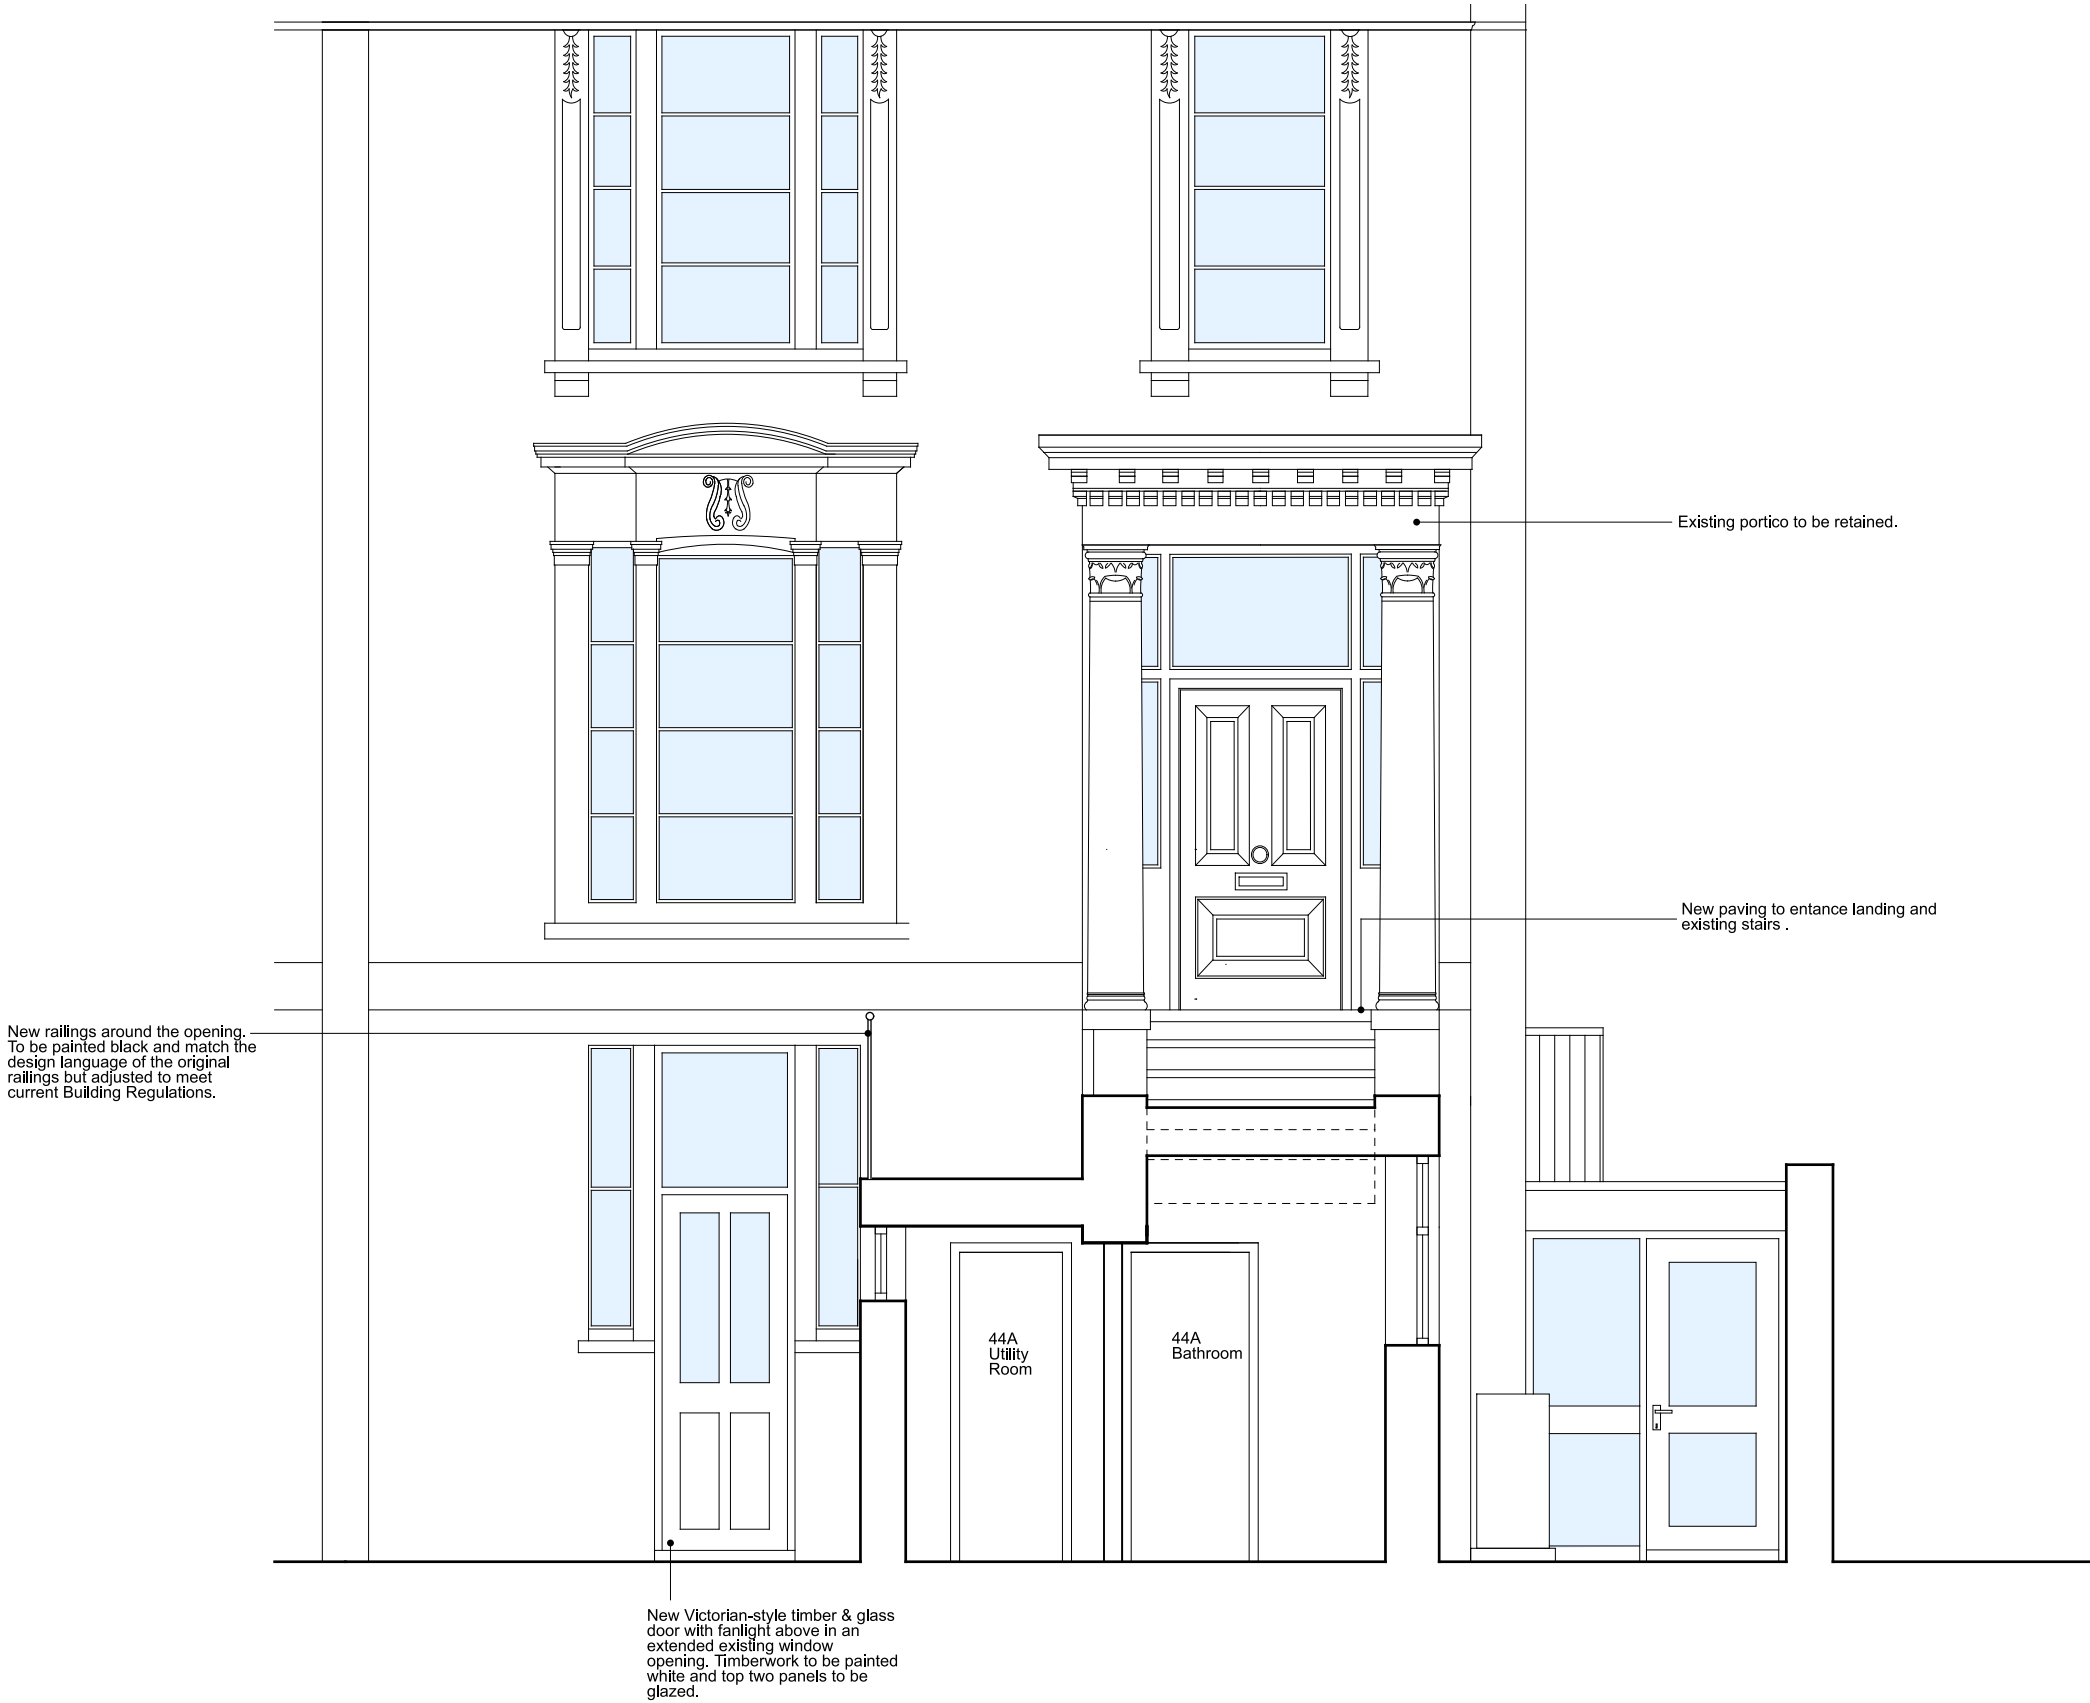 Existing portico to be retained.
New paving to entance landing and
existing stairs .
New railings around the opening.
To be painted black and match the
design language of the original
railings but adjusted to meet
current Building Regulations.
44A
Utility
Room
44A
Bathroom
New Victorian-style timber & glass
door with fanlight above in an
extended existing window
opening. Timberwork to be painted
white and top two panels to be
glazed.